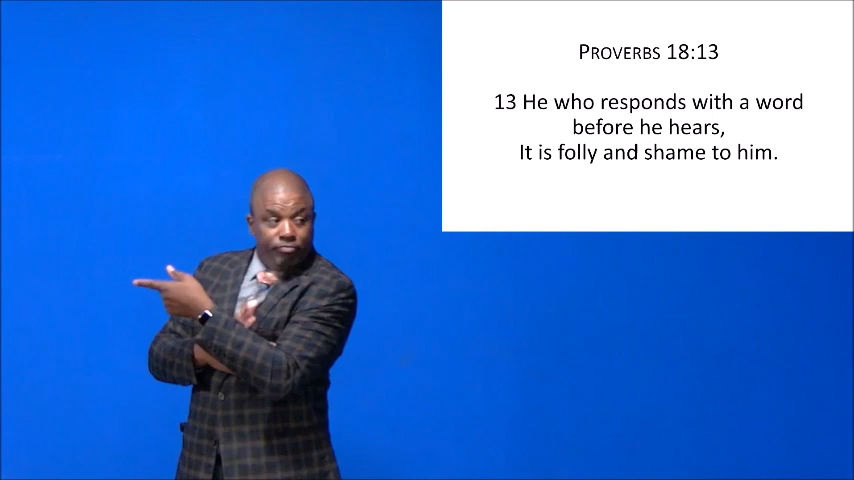 PROVERBS 18:13
13 He who responds with a word
before he hears,
It is folly and shame to him.